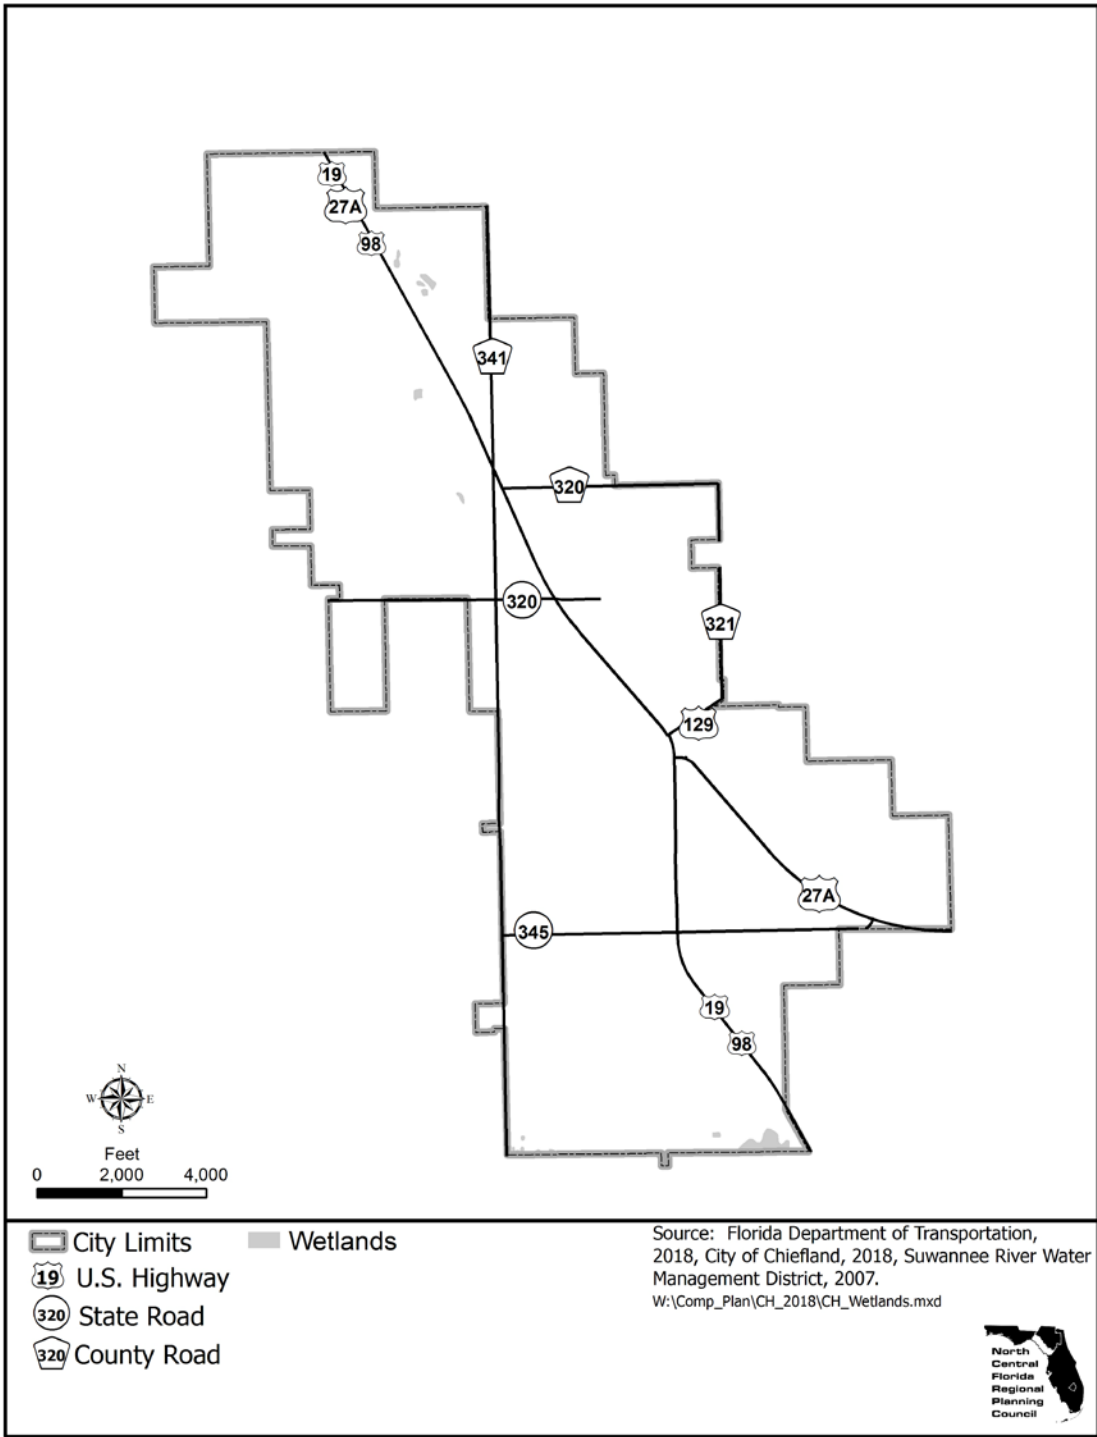 19
27A
98
341
320
320
321
129
27A
345
19
98
N
W E
S
Feet
0 2,000 4,000
City Limits
Wetlands
19 U.S. Highway
320 State Road
320 County Road
Source: Florida Department of Transportation,
2018, City of Chiefland, 2018, Suwannee River Water
Management District, 2007.
W:\Comp_Plan\CH_2018\CH_Wetlands.mxd
North
Central
Florida
Regional
Planning
Council